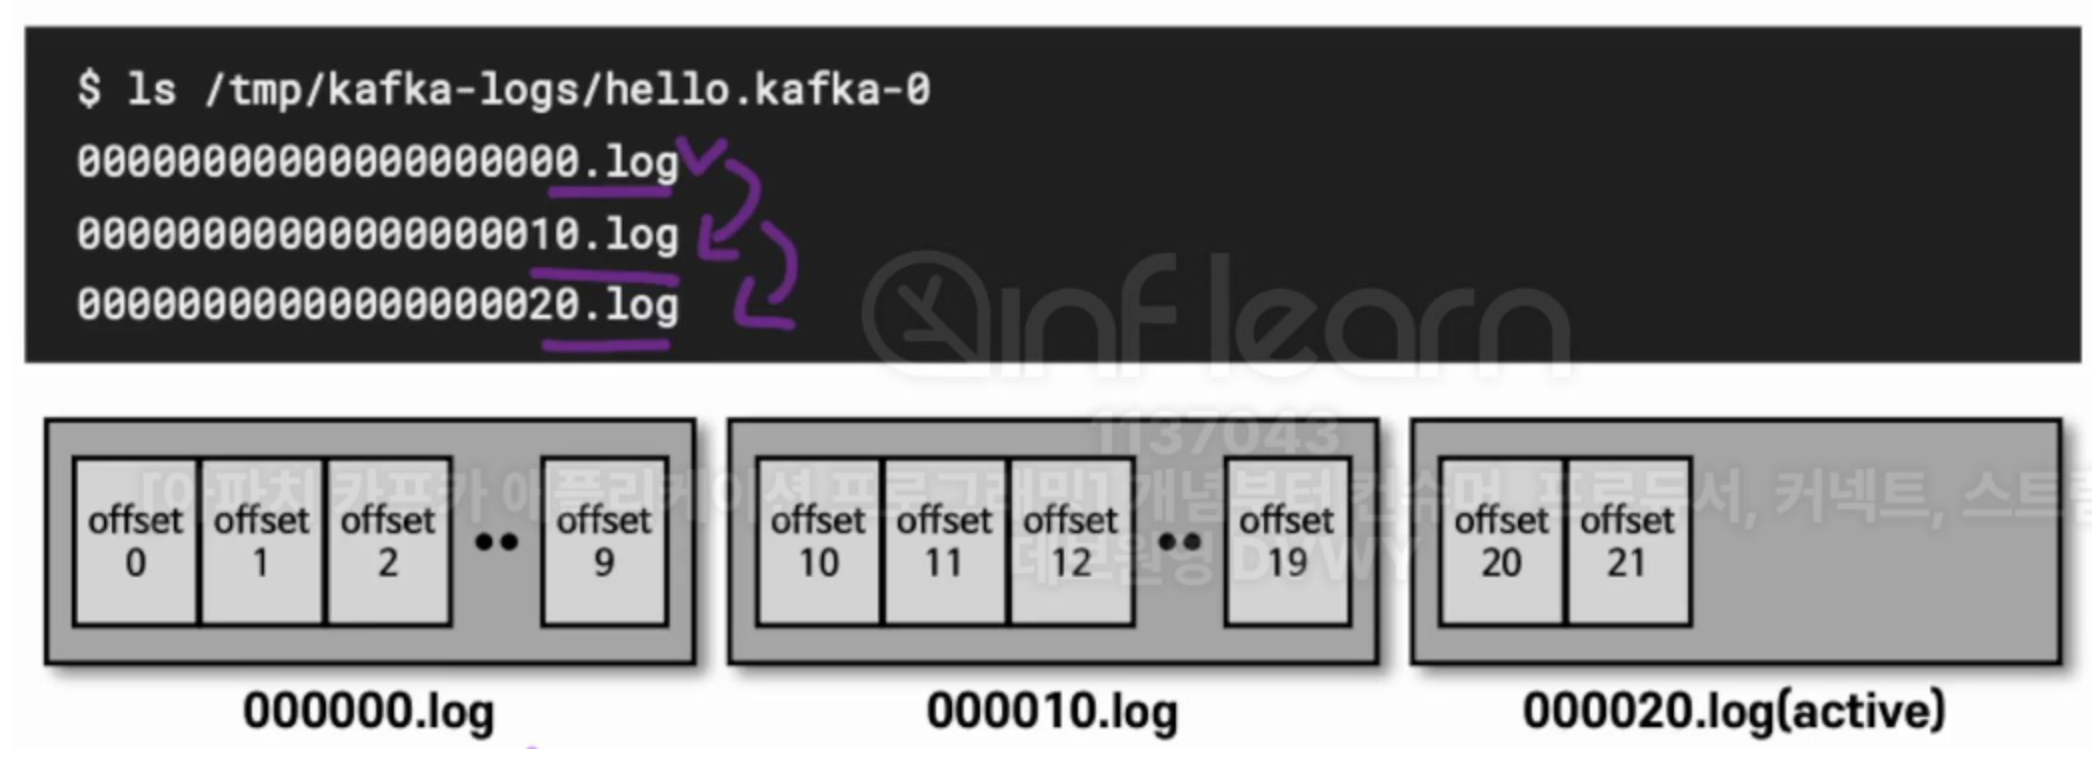 $ ls /tmp/kafka-logs/hello.kafka-0
00000000000000000000.log
00000000000000000010.log
00000000000000000020.log
inflearn
1137043
[아파치 카프카 애플리케이션 프로그래밍] 개념부터 컨슈머, 프로듀서, 커넥트, 스트림
데브원영 DVWY
offset 0
offset 1
offset 2
offset 9
offset 10
offset 11
offset 12
offset 19
offset 20
offset 21
000000.log
000010.log
000020.log(active)